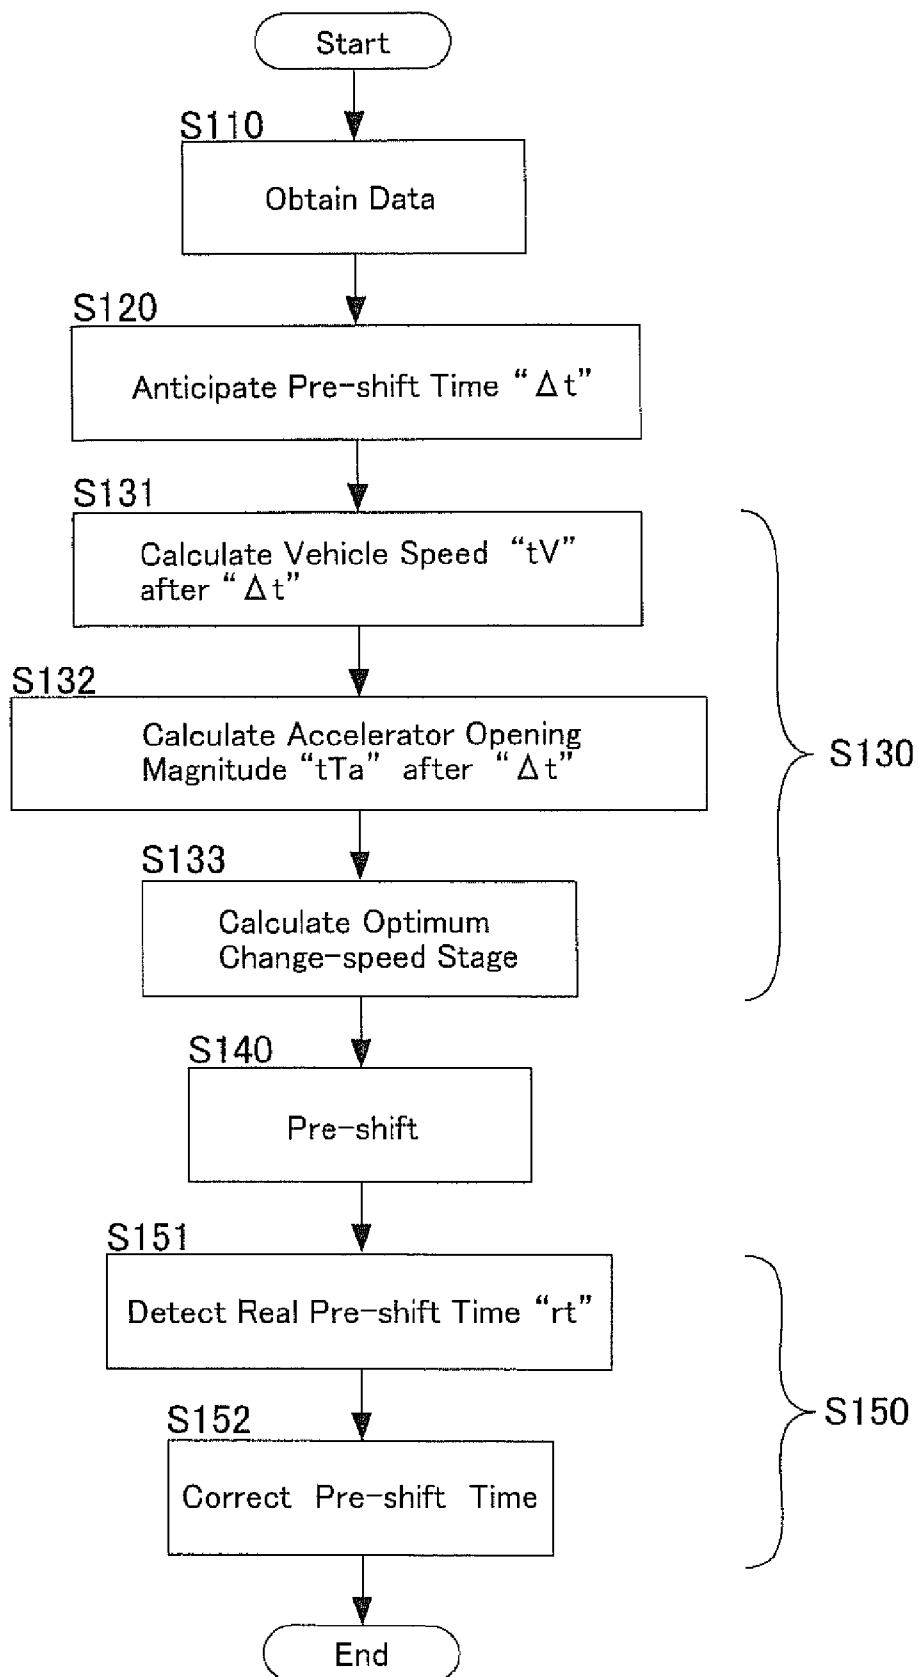 Start
S110
Obtain Data
S120
Anticipate Pre-shift Time “Δt”
S131
Calculate Vehicle Speed “tV”
after “Δt”
S132
Calculate Accelerator Opening
Magnitude “tTa” after “Δt”
S130
S133
Calculate Optimum
Change-speed Stage
S140
Pre-shift
S151
Detect Real Pre-shift Time “rt”
S150
S152
Correct Pre-shift Time
End